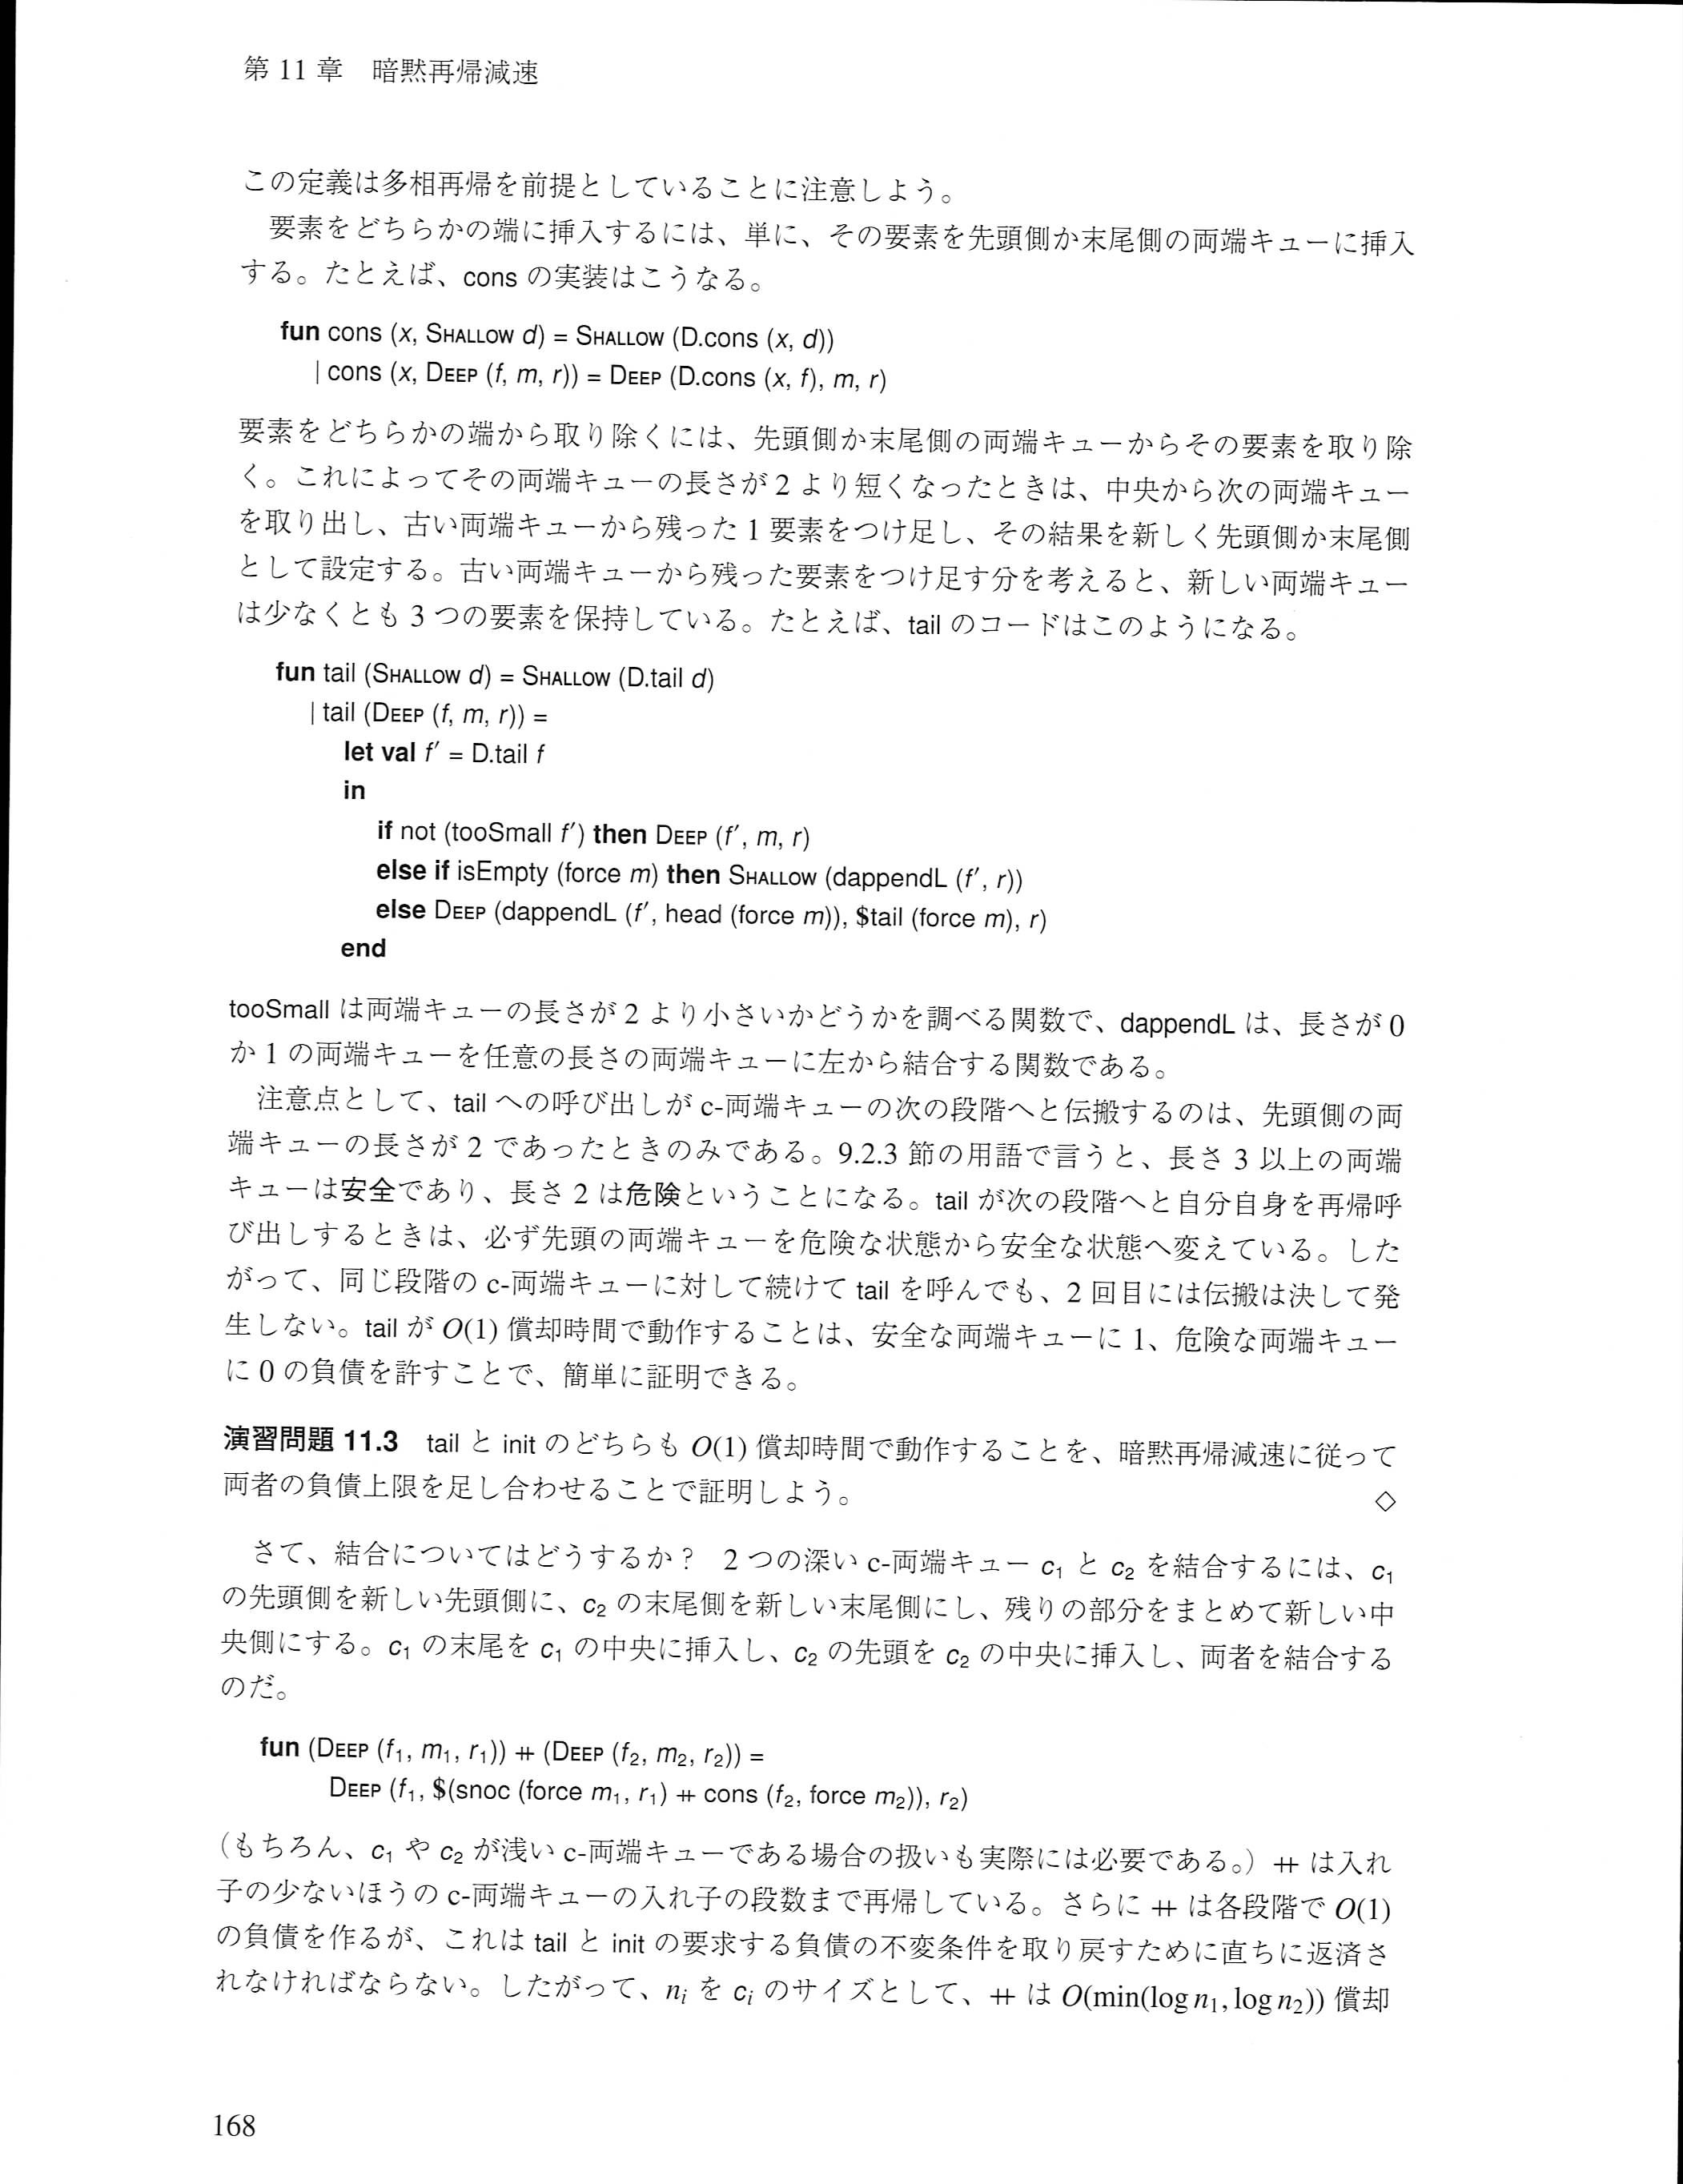 第 11 章　暗黙再帰減速
この定義は多相再帰を前提としていることに注意しよう。
要素をどちらかの端に挿入するには、単に、その要素を先頭側か末尾側の両端キューに挿入
する。たとえば、cons の実装はこうなる。
fun cons (x, SHALLOW d) = SHALLOW (D.cons (x, d))
| cons (x, DEEP (f, m, r)) = DEEP (D.cons (x, f), m, r)
要素をどちらかの端から取り除くには、先頭側か末尾側の両端キューからその要素を取り除
く。これによってその両端キューの長さが 2 より短くなったときは、中央から次の両端キュー
を取り出し、古い両端キューから残った 1 要素をつけ足し、その結果を新しく先頭側か末尾側
として設定する。古い両端キューから残った要素をつけ足す分を考えると、新しい両端キュー
は少なくとも 3 つの要素を保持している。たとえば、tail のコードはこのようになる。
fun tail (SHALLOW d) = SHALLOW (D.tail d)
| tail (DEEP (f, m, r)) =
let val f′ = D.tail f
in
if not (tooSmall f′) then DEEP (f′, m, r)
else if isEmpty (force m) then SHALLOW (dappendL (f′, r))
else DEEP (dappendL (f′, head (force m)), $tail (force m), r)
end
tooSmall は両端キューの長さが 2 より小さいかどうかを調べる関数で、dappendL は、長さが 0
か 1 の両端キューを任意の長さの両端キューに左から結合する関数である。
注意点として、tail への呼び出しが c-両端キューの次の段階へと伝搬するのは、先頭側の両
端キューの長さが 2 であったときのみである。9.2.3 節の用語で言うと、長さ 3 以上の両端
キューは安全であり、長さ 2 は危険ということになる。tail が次の段階へと自分自身を再帰呼
び出しするときは、必ず先頭の両端キューを危険な状態から安全な状態へ変えている。した
がって、同じ段階の c-両端キューに対して続けて tail を呼んでも、2 回目には伝搬は決して発
生しない。tail が O(1) 償却時間で動作することは、安全な両端キューに 1、危険な両端キュー
に 0 の負債を許すことで、簡単に証明できる。
演習問題 11.3　tail と init のどちらも O(1) 償却時間で動作することを、暗黙再帰減速に従って
両者の負債上限を足し合わせることで証明しよう。 ◇
さて、結合についてはどうするか？　2 つの深い c-両端キュー c₁ と c₂ を結合するには、c₁
の先頭側を新しい先頭側に、c₂ の末尾側を新しい末尾側にし、残りの部分をまとめて新しい中
央側にする。c₁ の末尾を c₁ の中央に挿入し、c₂ の先頭を c₂ の中央に挿入し、両者を結合する
のだ。
fun (DEEP (f₁, m₁, r₁)) ⧺ (DEEP (f₂, m₂, r₂)) =
DEEP (f₁, $(snoc (force m₁, r₁) ⧺ cons (f₂, force m₂)), r₂)
（もちろん、c₁ や c₂ が浅い c-両端キューである場合の扱いも実際には必要である。）⧺ は入れ
子の少ないほうの c-両端キューの入れ子の段数まで再帰している。さらに ⧺ は各段階で O(1)
の負債を作るが、これは tail と init の要求する負債の不変条件を取り戻すために直ちに返済さ
れなければならない。したがって、nᵢ を cᵢ のサイズとして、⧺ は O(min(log n₁, log n₂)) 償却
168